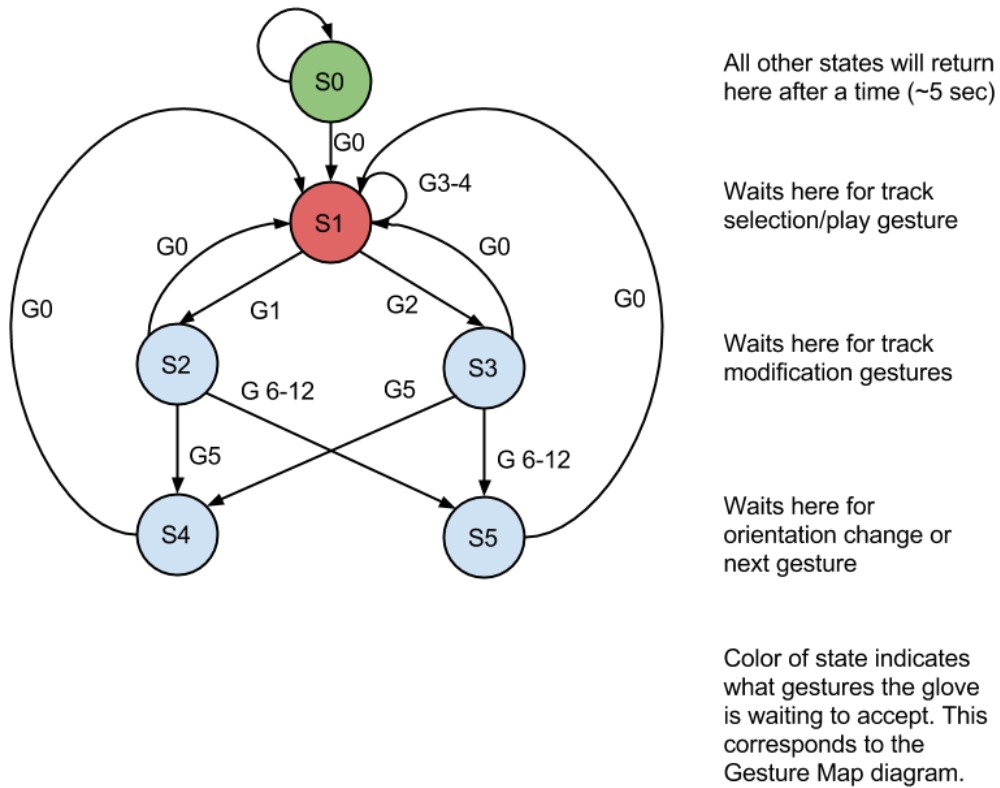 S0
All other states will return
here after a time (~5 sec)
G0
G3-4
Waits here for track
selection/play gesture
S1
G0
G0
G1
G2
G0
G0
Waits here for track
modification gestures
S2
S3
G 6-12
G5
G5
G 6-12
Waits here for
orientation change or
next gesture
S4
S5
Color of state indicates
what gestures the glove
is waiting to accept. This
corresponds to the
Gesture Map diagram.